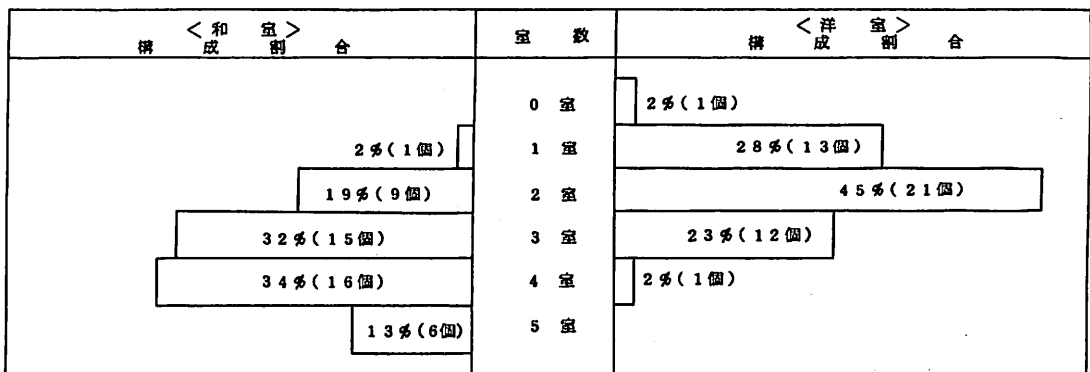 ＜和室＞
構成割合
室数
＜洋室＞
構成割合
0室
2%(1個)
2%(1個)
1室
28%(13個)
19%(9個)
2室
45%(21個)
32%(15個)
3室
23%(12個)
34%(16個)
4室
2%(1個)
13%(6個)
5室